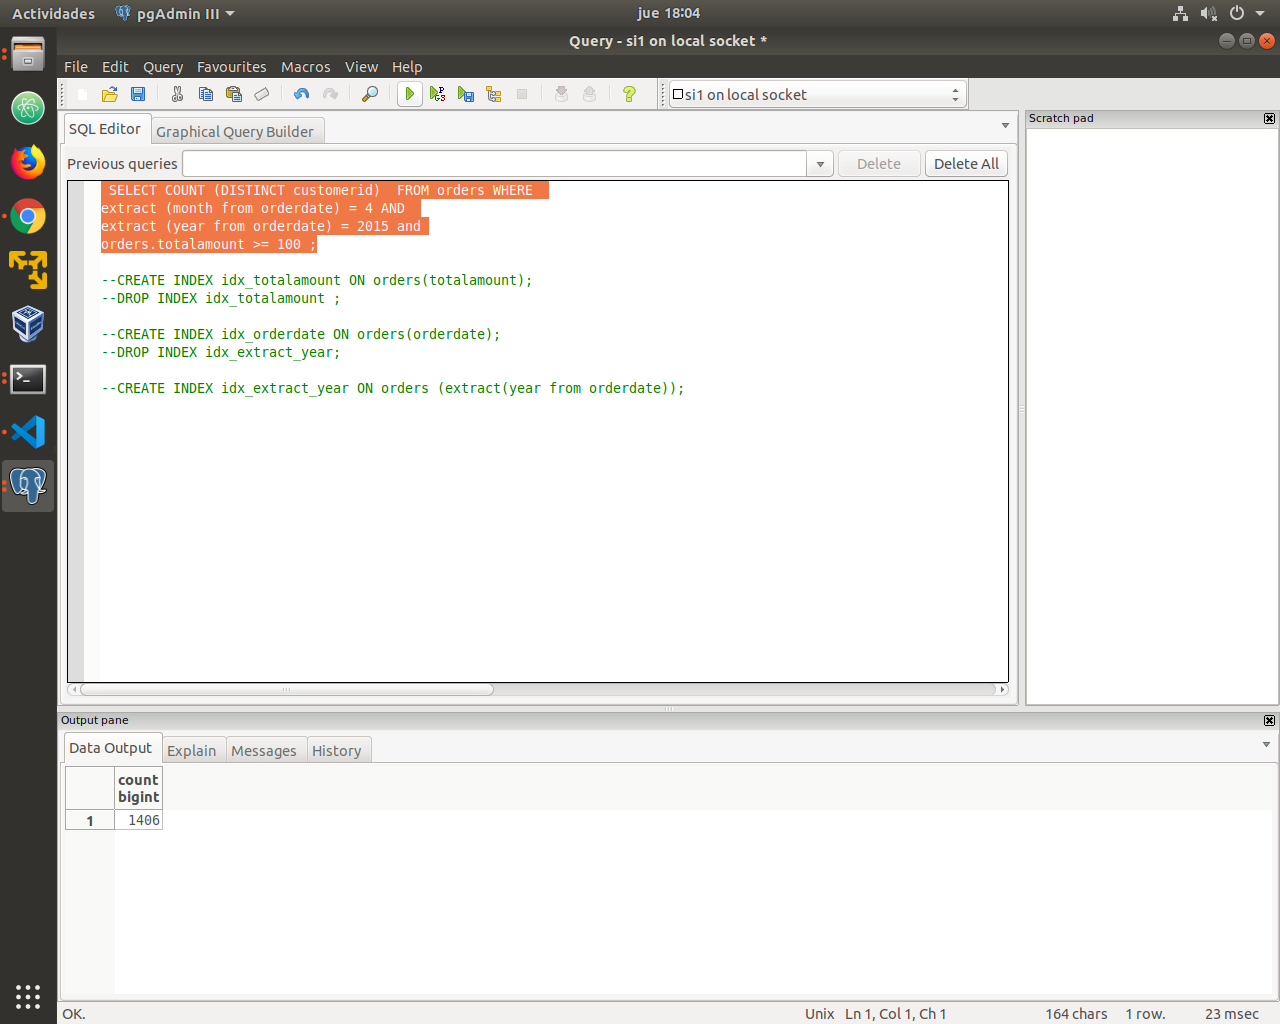 Actividades pgAdmin III jue 18:04
Query - si1 on local socket *
File Edit Query Favourites Macros View Help
si1 on local socket
SQL Editor Graphical Query Builder
Previous queries Delete Delete All
SELECT COUNT (DISTINCT customerid)  FROM orders WHERE
extract (month from orderdate) = 4 AND
extract (year from orderdate) = 2015 and
orders.totalamount >= 100 ;
--CREATE INDEX idx_totalamount ON orders(totalamount);
--DROP INDEX idx_totalamount ;
--CREATE INDEX idx_orderdate ON orders(orderdate);
--DROP INDEX idx_extract_year;
--CREATE INDEX idx_extract_year ON orders (extract(year from orderdate));
Scratch pad
Output pane
Data Output Explain Messages History
count
bigint
1 1406
OK. Unix Ln 1, Col 1, Ch 1 164 chars 1 row. 23 msec